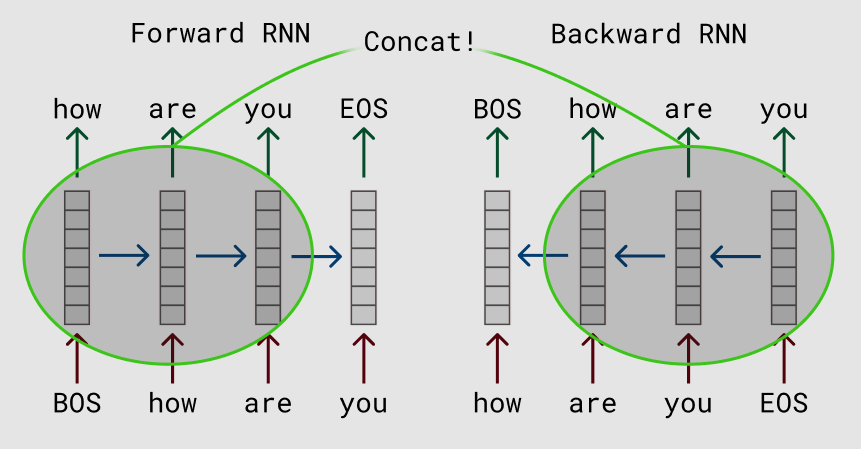 Forward RNN
Concat!
Backward RNN
how are you EOS
BOS how are you
BOS how are you
how are you EOS